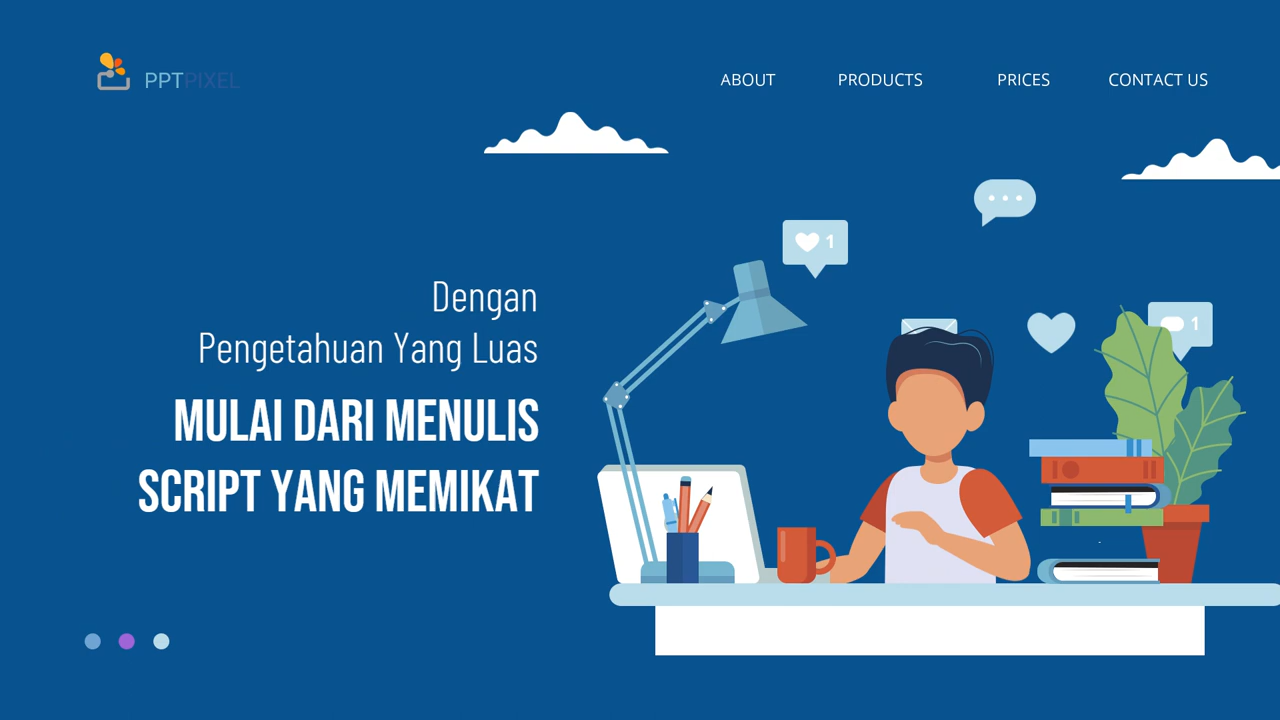 PPTPIXEL
ABOUT PRODUCTS PRICES CONTACT US
1
1
Dengan
Pengetahuan Yang Luas
MULAI DARI MENULIS
SCRIPT YANG MEMIKAT